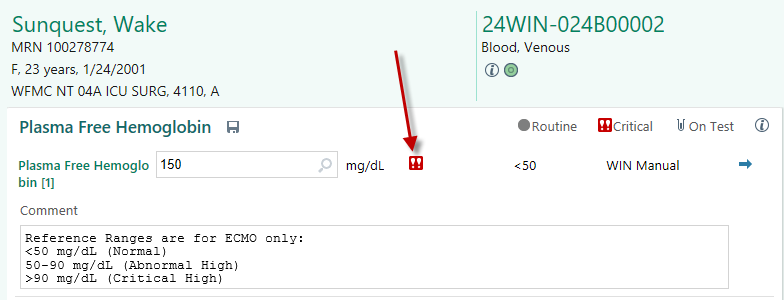 Sunquest, Wake
MRN 100278774
F, 23 years, 1/24/2001
WFMC NT 04A ICU SURG, 4110, A
24WIN-024B00002
Blood, Venous
Plasma Free Hemoglobin
Routine
Critical
On Test
Plasma Free Hemoglo
bin [1]
150
mg/dL
<50
WIN Manual
Comment
Reference Ranges are for ECMO only:
<50 mg/dL (Normal)
50-90 mg/dL (Abnormal High)
>90 mg/dL (Critical High)